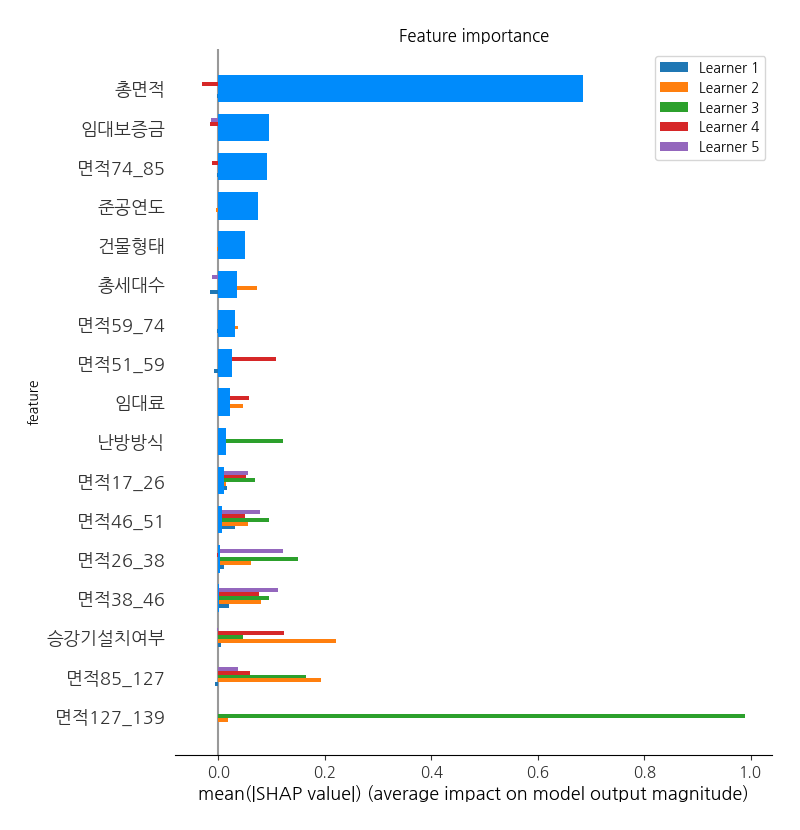 Feature importance
Learner 1
Learner 2
Learner 3
Learner 4
Learner 5
총면적
임대보증금
면적74_85
준공연도
건물형태
총세대수
면적59_74
면적51_59
임대료
난방방식
면적17_26
면적46_51
면적26_38
면적38_46
승강기설치여부
면적85_127
면적127_139
feature
0.0 0.2 0.4 0.6 0.8 1.0
mean(|SHAP value|) (average impact on model output magnitude)